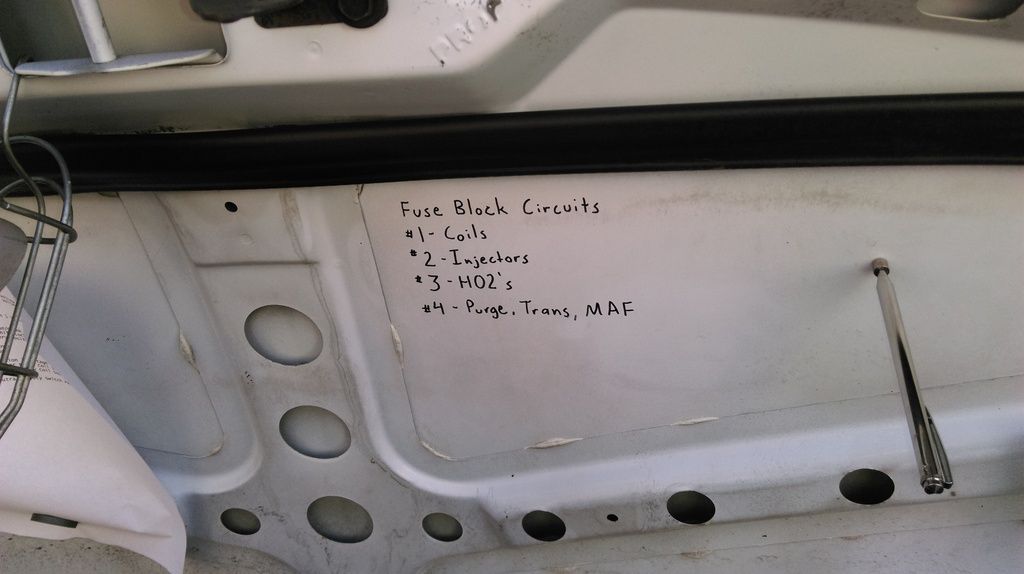 Fuse Block Circuits
#1 - Coils
#2 - Injectors
#3 - HO2's
#4 - Purge, Trans, MAF